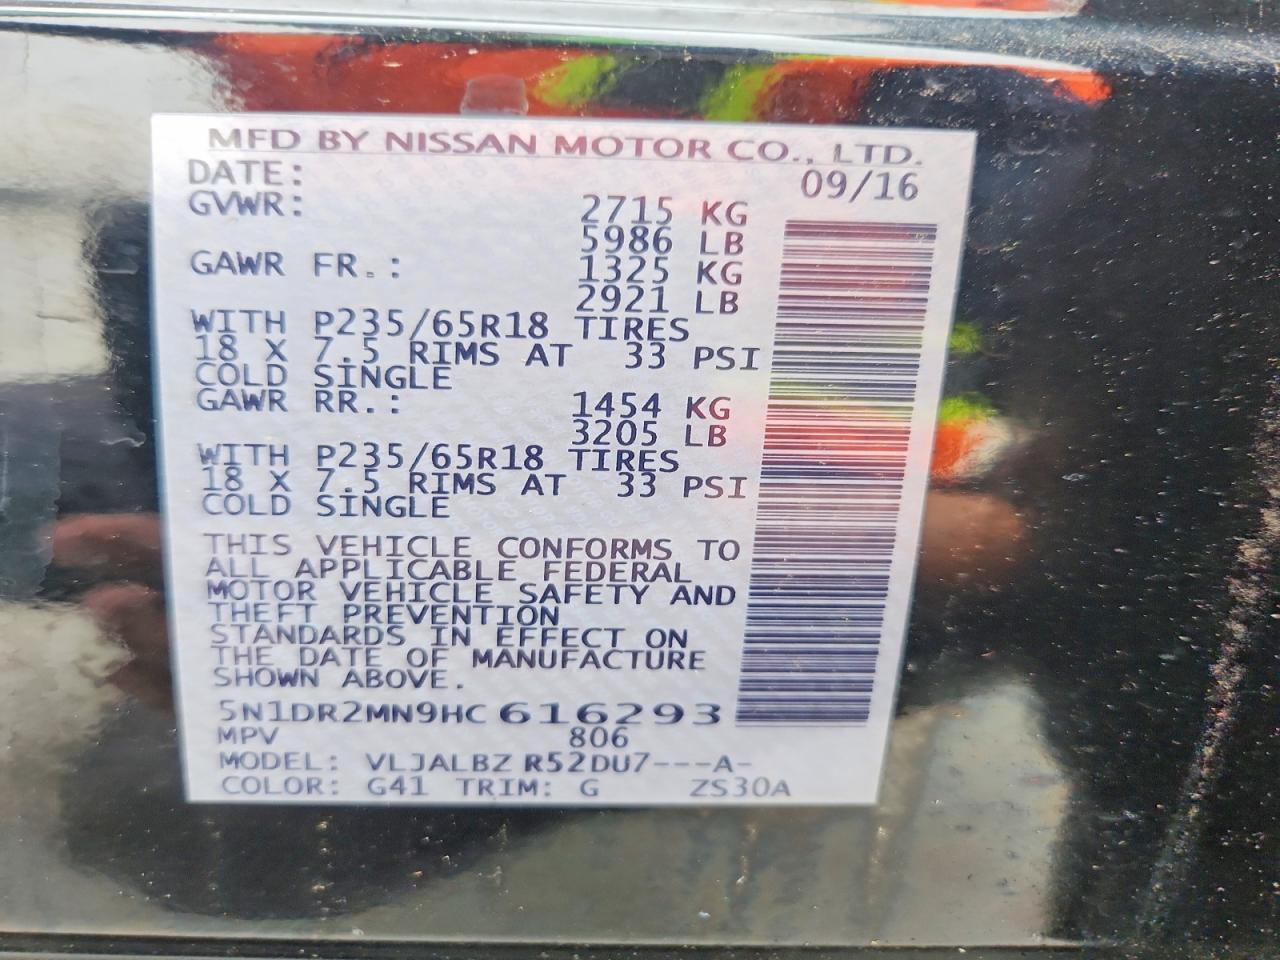 MFD BY NISSAN MOTOR CO., LTD.
DATE: 09/16
GVWR: 2715 KG
5986 LB
GAWR FR.: 1325 KG
2921 LB
WITH P235/65R18 TIRES
18 X 7.5 RIMS AT 33 PSI
COLD SINGLE
GAWR RR.: 1454 KG
3205 LB
WITH P235/65R18 TIRES
18 X 7.5 RIMS AT 33 PSI
COLD SINGLE
THIS VEHICLE CONFORMS TO
ALL APPLICABLE FEDERAL
MOTOR VEHICLE SAFETY AND
THEFT PREVENTION
STANDARDS IN EFFECT ON
THE DATE OF MANUFACTURE
SHOWN ABOVE.
5N1DR2MN9HC616293
MPV 806
MODEL: VLJALBZ R52DU7---A-
COLOR: G41 TRIM: G ZS30A